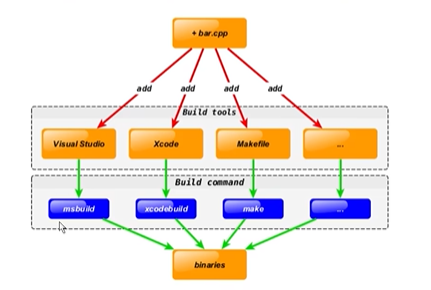 + bar.cpp
add add add add
Build tools
Visual Studio Xcode Makefile ...
Build command
msbuild xcodebuild make ...
binaries